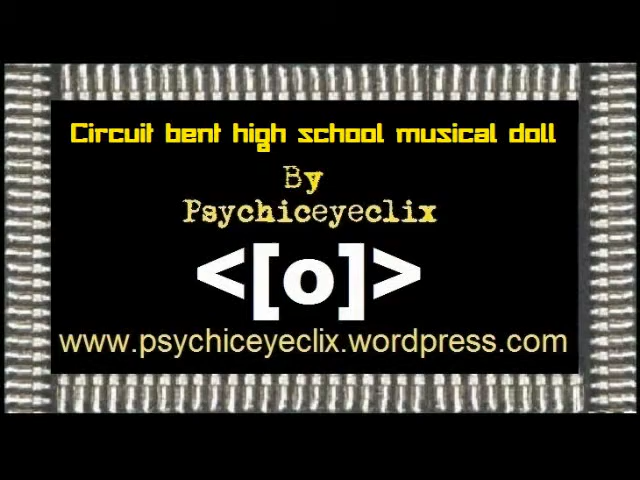 Circuit bent high school musical doll
By
Psychiceyeclix
<[o]>
www.psychiceyeclix.wordpress.com